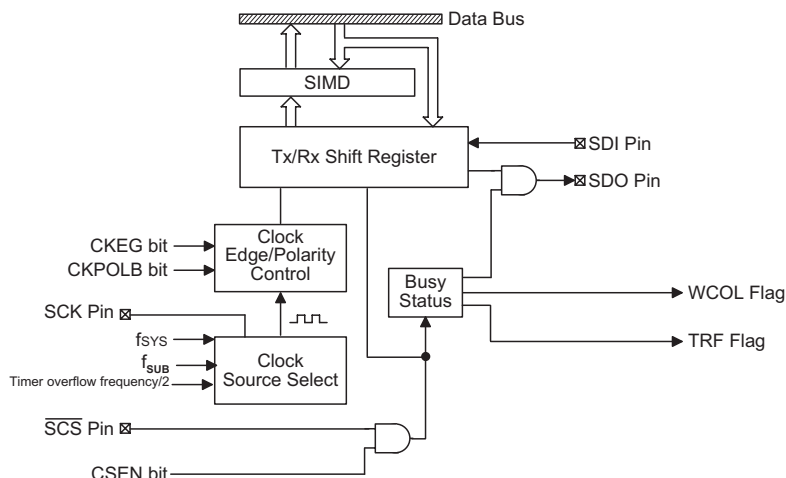 Data Bus
SIMD
Tx/Rx Shift Register
SDI Pin
SDO Pin
CKEG bit
CKPOLB bit
Clock
Edge/Polarity
Control
Busy
Status
WCOL Flag
TRF Flag
SCK Pin
fSYS
fSUB
Timer overflow frequency/2
Clock
Source Select
SCS Pin
CSEN bit